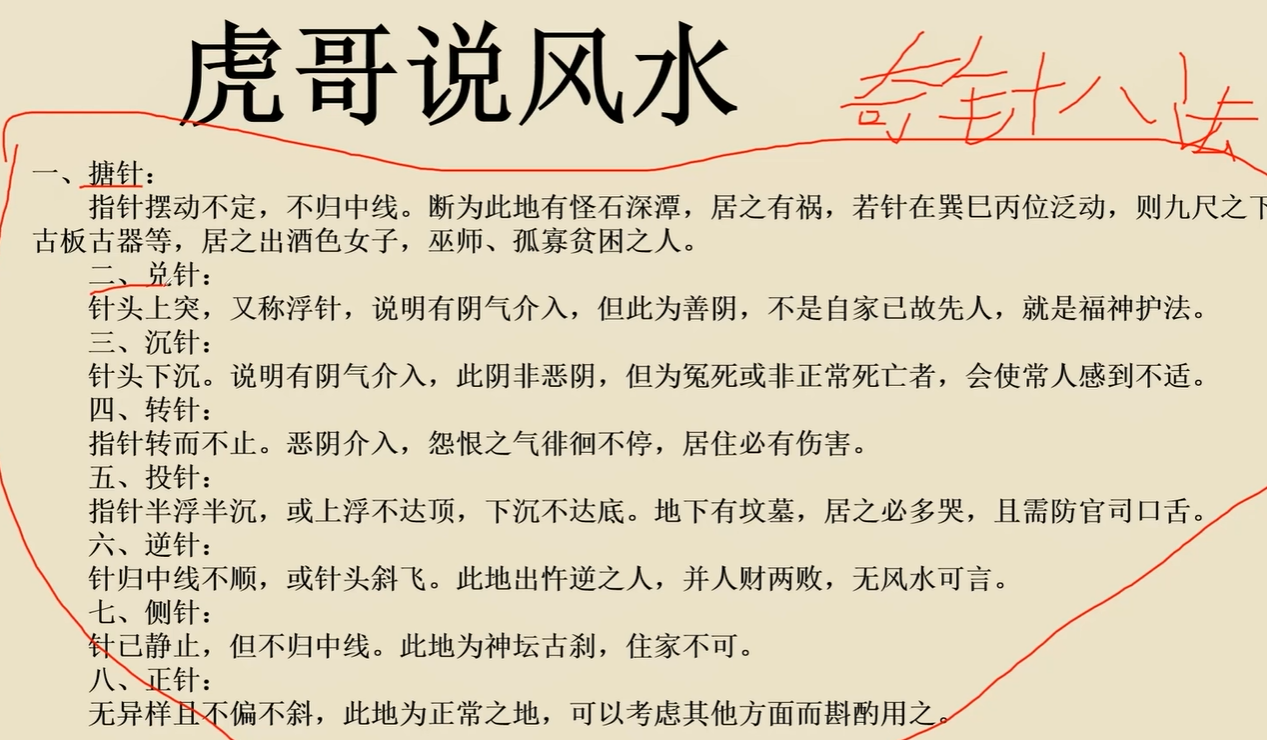 虎哥说风水
奇针八法
一、搪针：
指针摆动不定，不归中线。断为此地有怪石深潭，居之有祸，若针在巽巳丙位泛动，则九尺之下
古板古器等，居之出酒色女子，巫师、孤寡贫困之人。
二、兑针：
针头上突，又称浮针，说明有阴气介入，但此为善阴，不是自家已故先人，就是福神护法。
三、沉针：
针头下沉。说明有阴气介入，此阴非恶阴，但为冤死或非正常死亡者，会使常人感到不适。
四、转针：
指针转而不止。恶阴介入，怨恨之气徘徊不停，居住必有伤害。
五、投针：
指针半浮半沉，或上浮不达顶，下沉不达底。地下有坟墓，居之必多哭，且需防官司口舌。
六、逆针：
针归中线不顺，或针头斜飞。此地出忤逆之人，并人财两败，无风水可言。
七、侧针：
针已静止，但不归中线。此地为神坛古刹，住家不可。
八、正针：
无异样且不偏不斜，此地为正常之地，可以考虑其他方面而斟酌用之。